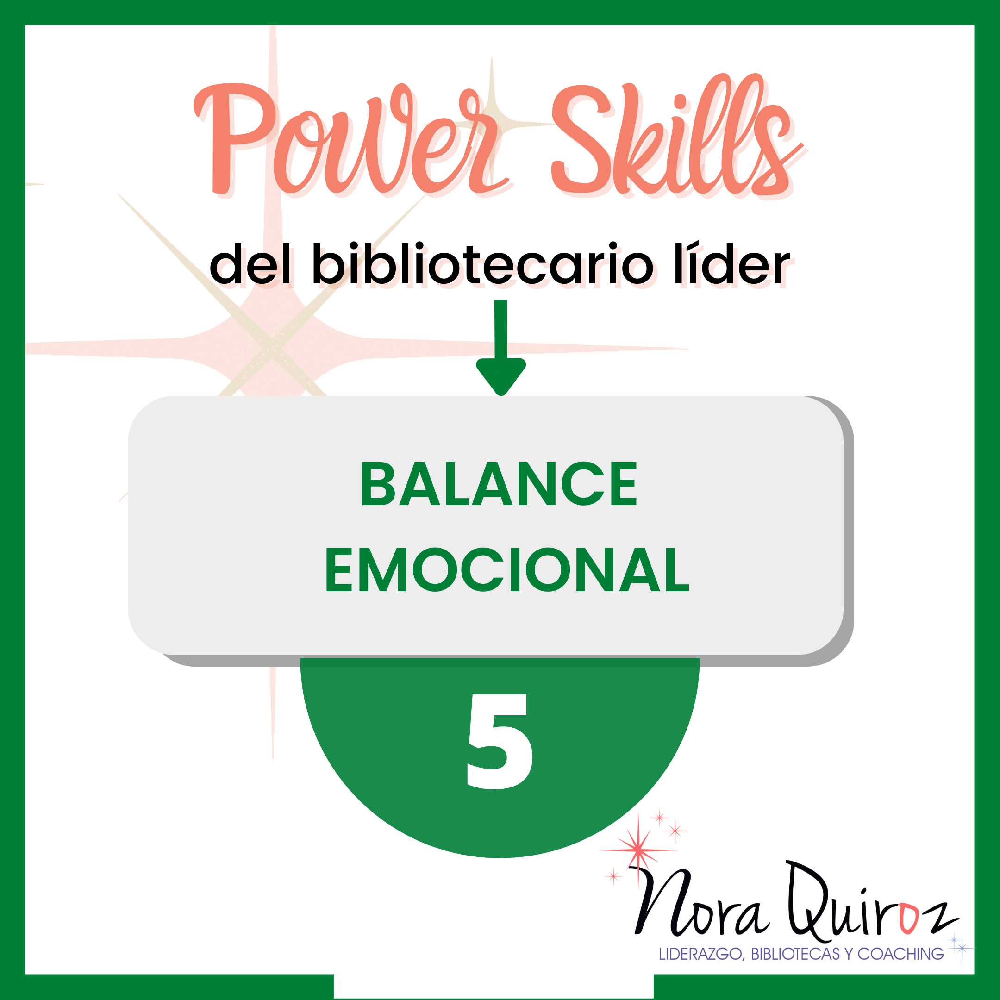 Power Skills
del bibliotecario líder
BALANCE
EMOCIONAL
5
Nora Quiroz
LIDERAZGO, BIBLIOTECAS Y COACHING